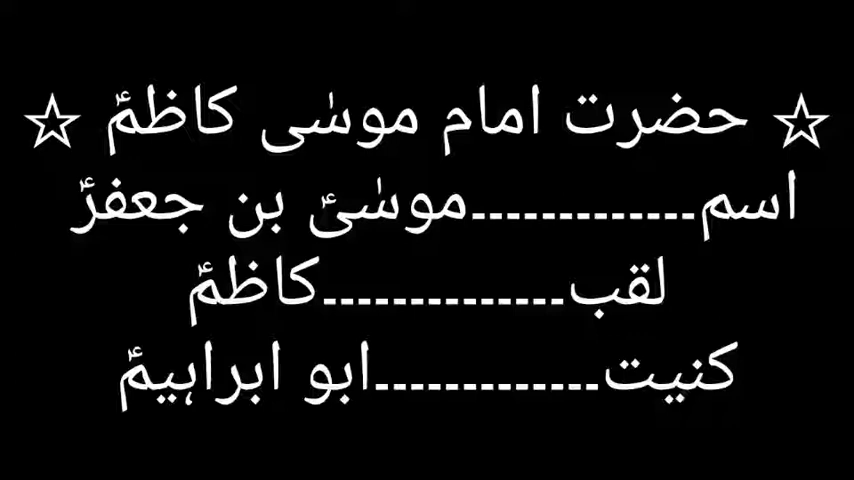 ☆ حضرت امام موسٰی کاظمؑ ☆
اسم.............موسٰیؑ بن جعفرؑ
لقب..............کاظمؑ
کنیت.............ابو ابراہیمؑ